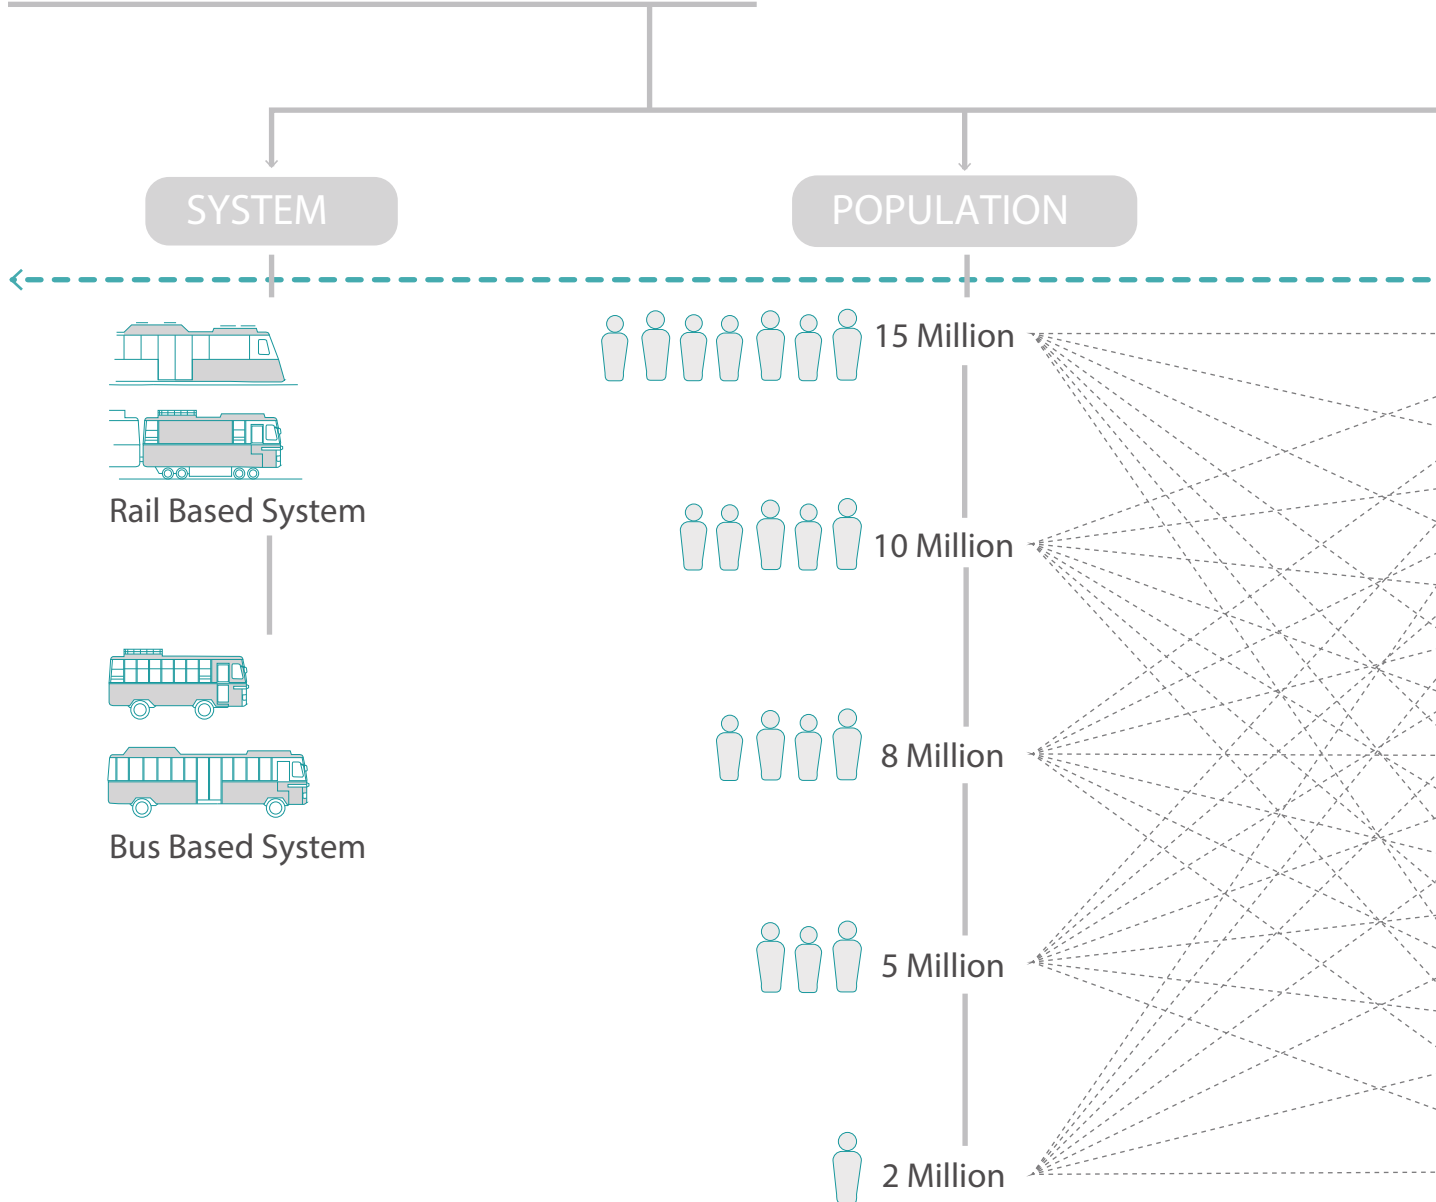 SYSTEM
POPULATION
15 Million
Rail Based System
10 Million
8 Million
Bus Based System
5 Million
2 Million